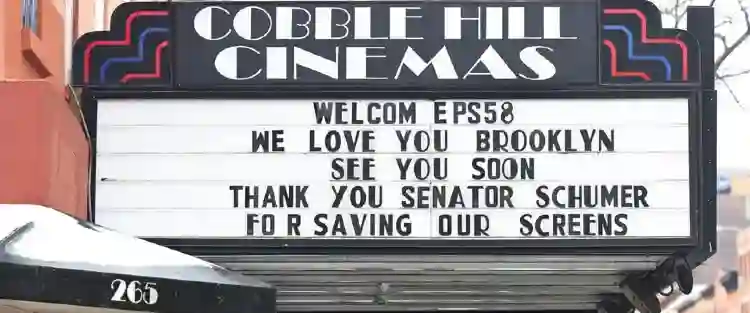 COBBLE HILL
CINEMAS
WELCOM EPS58
WE LOVE YOU BROOKLYN
SEE YOU SOON
THANK YOU SENATOR SCHUMER
FO R SAVING OUR SCREENS
265